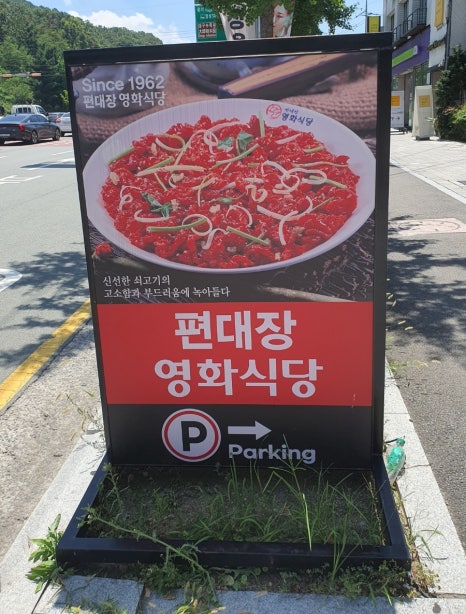 Since 1962
편대장 영화식당
편대장
영화식당
신선한 쇠고기의
고소함과 부드러움에 녹아들다
편대장
영화식당
P
Parking